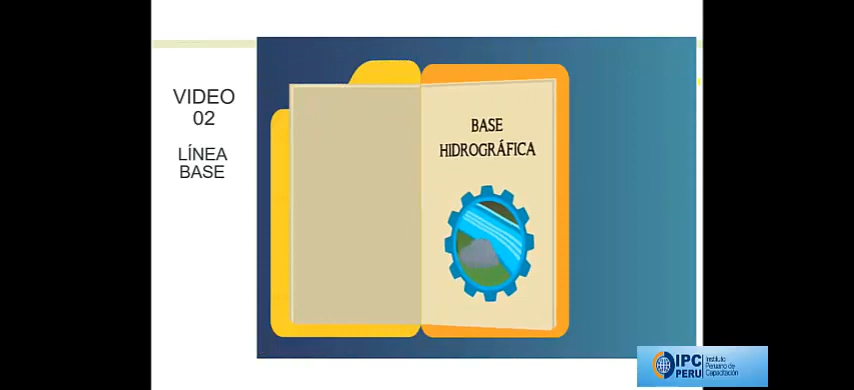 VIDEO
02
LÍNEA
BASE
BASE
HIDROGRÁFICA
IPC
PERU
Instituto
Peruano de
Capacitación